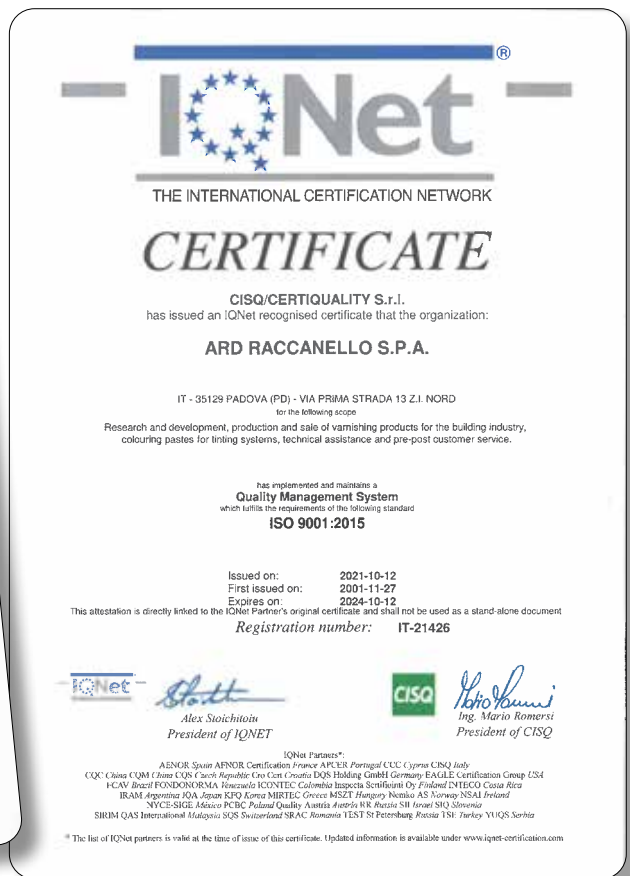 IQNet ®
THE INTERNATIONAL CERTIFICATION NETWORK
CERTIFICATE
CISQ/CERTIQUALITY S.r.l.
has issued an IQNet recognised certificate that the organization:
ARD RACCANELLO S.P.A.
IT - 35129 PADOVA (PD) - VIA PRIMA STRADA 13 Z.I. NORD
for the following scope
Research and development, production and sale of varnishing products for the building industry,
colouring pastes for tinting systems, technical assistance and pre-post customer service.
has implemented and maintains a
Quality Management System
which fulfills the requirements of the following standard
ISO 9001:2015
Issued on: 2021-10-12
First issued on: 2001-11-27
Expires on: 2024-10-12
This attestation is directly linked to the IQNet Partner's original certificate and shall not be used as a stand-alone document
Registration number: IT-21426
IQNet
CISQ
Alex Stoichitoiu
President of IQNET
Ing. Mario Romersi
President of CISQ
IQNet Partners*:
AENOR Spain AFNOR Certification France APCER Portugal CCC Cyprus CISQ Italy
CQC China CQM China CQS Czech Republic Cro Cert Croatia DQS Holding GmbH Germany EAGLE Certification Group USA
FCAV Brazil FONDONORMA Venezuela ICONTEC Colombia Inspecta Sertifiointi Oy Finland INTECO Costa Rica
IRAM Argentina JQA Japan KFQ Korea MIRTEC Greece MSZT Hungary Nemko AS Norway NSAI Ireland
NYCE-SIGE México PCBC Poland Quality Austria Austria RR Russia SII Israel SIQ Slovenia
SIRIM QAS International Malaysia SQS Switzerland SRAC Romania TEST St Petersburg Russia TSE Turkey YUQS Serbia
* The list of IQNet partners is valid at the time of issue of this certificate. Updated information is available under www.iqnet-certification.com